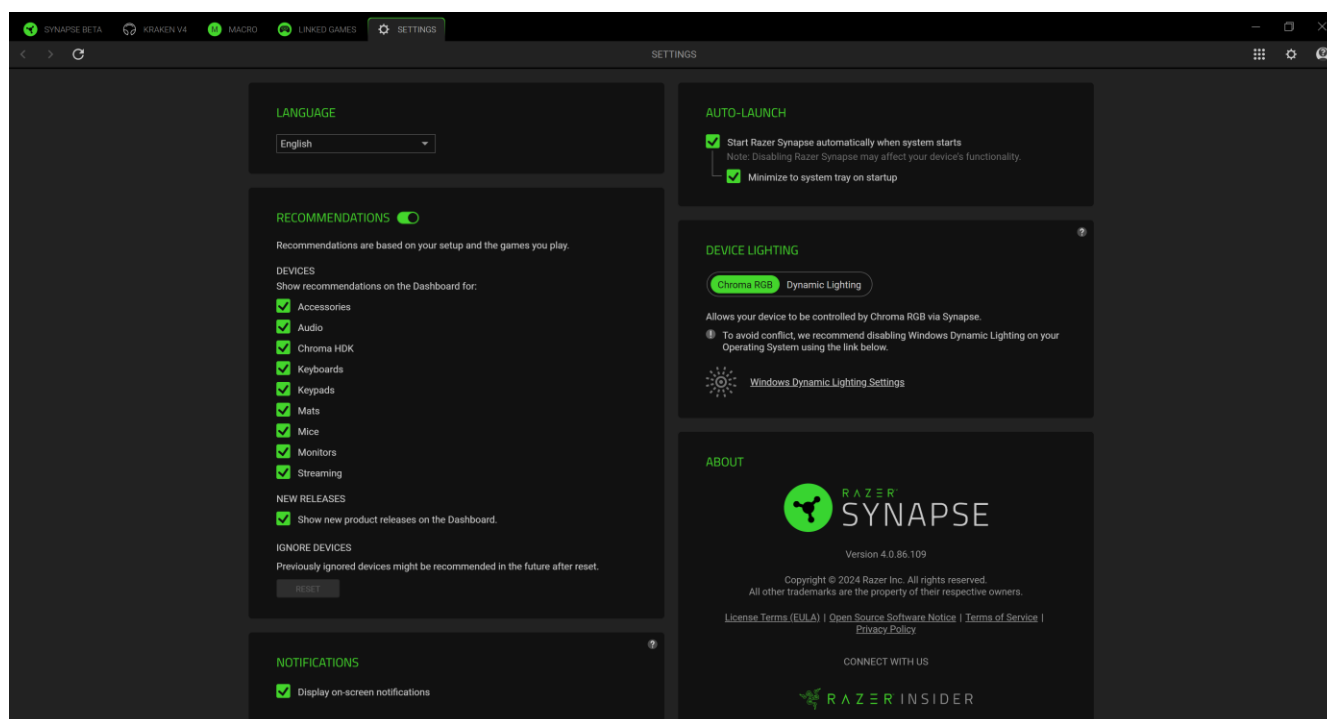 SYNAPSE BETA
KRAKEN V4
MACRO
LINKED GAMES
SETTINGS
SETTINGS
LANGUAGE
English
RECOMMENDATIONS
Recommendations are based on your setup and the games you play.
DEVICES
Show recommendations on the Dashboard for:
Accessories
Audio
Chroma HDK
Keyboards
Keypads
Mats
Mice
Monitors
Streaming
NEW RELEASES
Show new product releases on the Dashboard.
IGNORE DEVICES
Previously ignored devices might be recommended in the future after reset.
RESET
NOTIFICATIONS
Display on-screen notifications
AUTO-LAUNCH
Start Razer Synapse automatically when system starts
Note: Disabling Razer Synapse may affect your device's functionality.
Minimize to system tray on startup
DEVICE LIGHTING
Chroma RGB
Dynamic Lighting
Allows your device to be controlled by Chroma RGB via Synapse.
To avoid conflict, we recommend disabling Windows Dynamic Lighting on your
Operating System using the link below.
Windows Dynamic Lighting Settings
ABOUT
RAZER
SYNAPSE
Version 4.0.86.109
Copyright © 2024 Razer Inc. All rights reserved.
All other trademarks are the property of their respective owners.
License Terms (EULA) | Open Source Software Notice | Terms of Service |
Privacy Policy
CONNECT WITH US
RAZER INSIDER